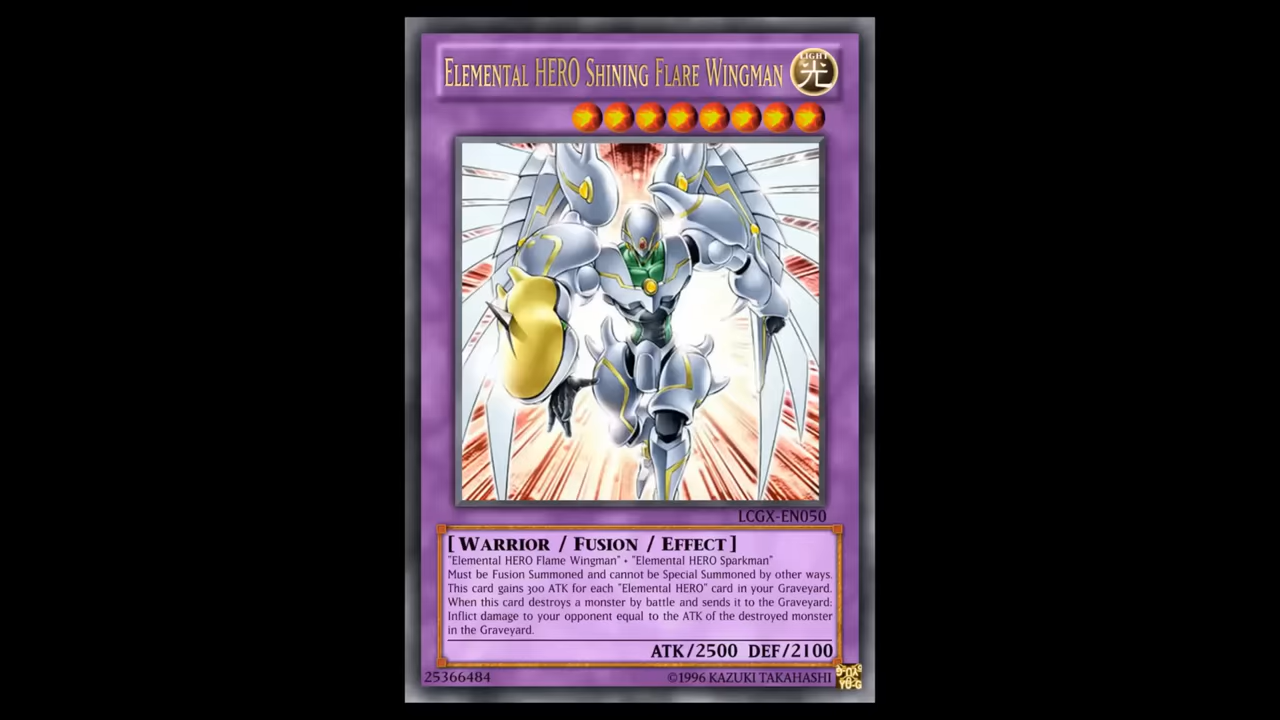 Elemental HERO Shining Flare Wingman
LIGHT
光
LCGX-EN050
[ Warrior / Fusion / Effect ]
"Elemental HERO Flame Wingman" + "Elemental HERO Sparkman"
Must be Fusion Summoned and cannot be Special Summoned by other ways.
This card gains 300 ATK for each "Elemental HERO" card in your Graveyard.
When this card destroys a monster by battle and sends it to the Graveyard:
Inflict damage to your opponent equal to the ATK of the destroyed monster
in the Graveyard.
ATK/2500 DEF/2100
25366484
©1996 KAZUKI TAKAHASHI